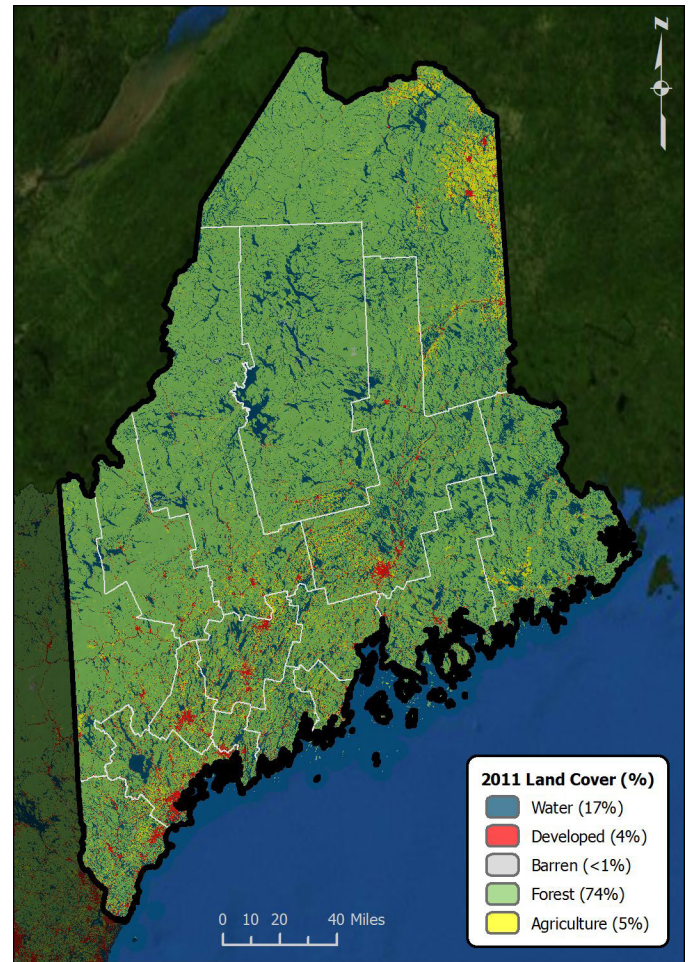 N
2011 Land Cover (%)
Water (17%)
Developed (4%)
Barren (<1%)
Forest (74%)
Agriculture (5%)
0 10 20 40 Miles